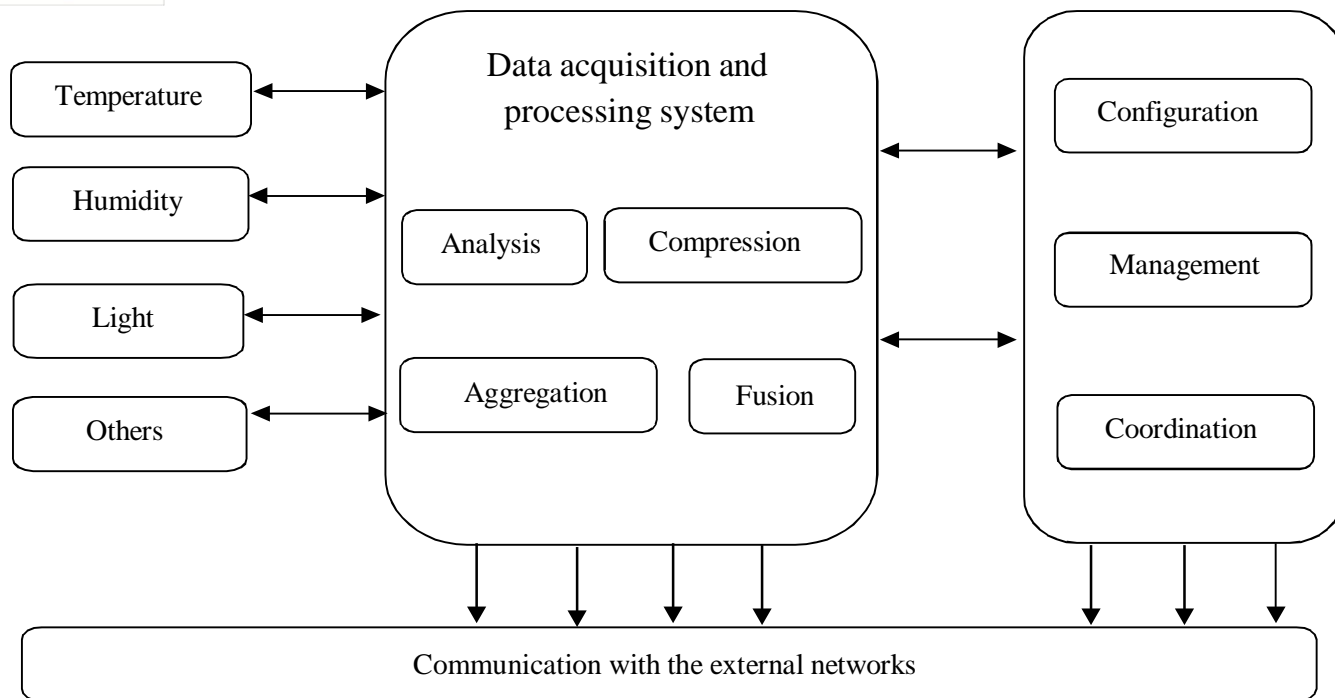 Temperature
Humidity
Light
Others
Data acquisition and
processing system
Analysis
Compression
Aggregation
Fusion
Configuration
Management
Coordination
Communication with the external networks